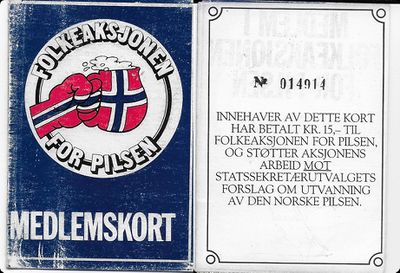 FOLKEAKSJONEN
FOR PILSEN
MEDLEMSKORT
Nº 014914
INNEHAVER AV DETTE KORT
HAR BETALT KR. 15,– TIL
FOLKEAKSJONEN FOR PILSEN,
OG STØTTER AKSJONENS
ARBEID MOT
STATSSEKRETÆRUTVALGETS
FORSLAG OM UTVANNING
AV DEN NORSKE PILSEN.